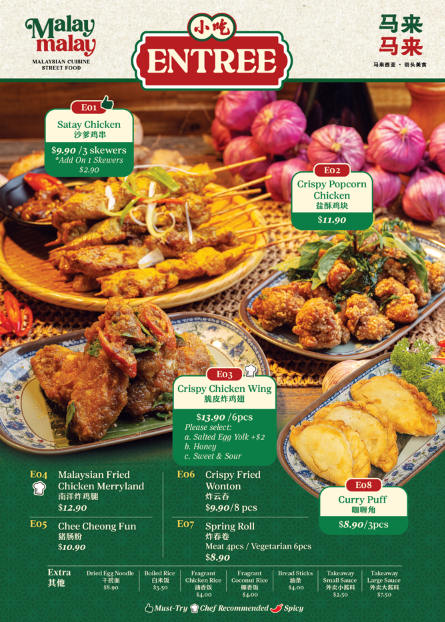 Malay
malay
MALAYSIAN CUISINE
STREET FOOD
小吃
ENTREE
马来
马来
马来西亚·街头美食
E01
Satay Chicken
沙爹鸡串
$9.90 /3 skewers
*Add On 1 Skewers
$2.90
E02
Crispy Popcorn
Chicken
盐酥鸡块
$11.90
E03
Crispy Chicken Wing
脆皮炸鸡翅
$13.90 /6pcs
Please select:
a. Salted Egg Yolk +$2
b. Honey
c. Sweet & Sour
E04 Malaysian Fried
Chicken Merryland
南洋炸鸡腿
$12.90
E05 Chee Cheong Fun
猪肠粉
$10.90
E06 Crispy Fried
Wonton
炸云吞
$9.90/8 pcs
E07 Spring Roll
炸春卷
Meat 4pcs / Vegetarian 6pcs
$8.90
E08
Curry Puff
咖喱角
$8.90/3pcs
Extra
其他
Dried Egg Noodle
干捞面
$8.90
Boiled Rice
白米饭
$3.50
Fragrant
Chicken Rice
油香饭
$4.00
Fragrant
Coconut Rice
椰香饭
$4.00
Bread Sticks
油条
$4.00
Takeaway
Small Sauce
外卖小酱料
$2.50
Takeaway
Large Sauce
外卖大酱料
$7.50
Must-Try Chef Recommended Spicy